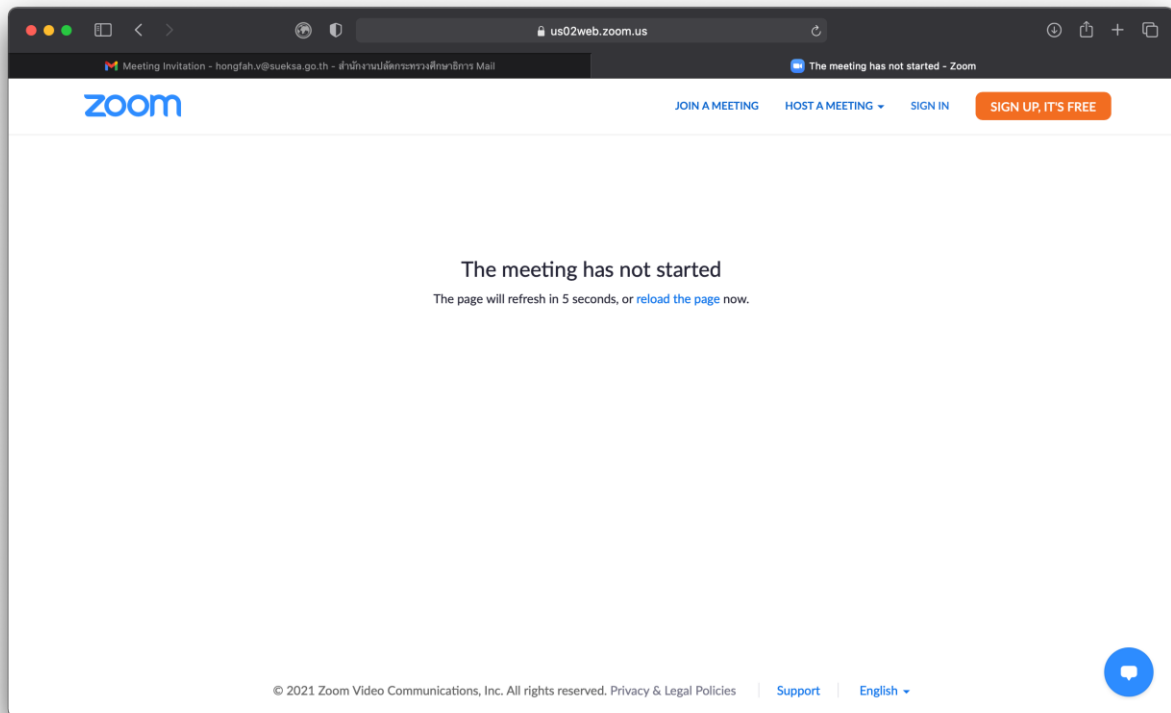 us02web.zoom.us
Meeting Invitation - hongfah.v@sueksa.go.th - สำนักงานปลัดกระทรวงศึกษาธิการ Mail
The meeting has not started - Zoom
zoom
JOIN A MEETING
HOST A MEETING
SIGN IN
SIGN UP, IT'S FREE
The meeting has not started
The page will refresh in 5 seconds, or reload the page now.
© 2021 Zoom Video Communications, Inc. All rights reserved. Privacy & Legal Policies
Support
English